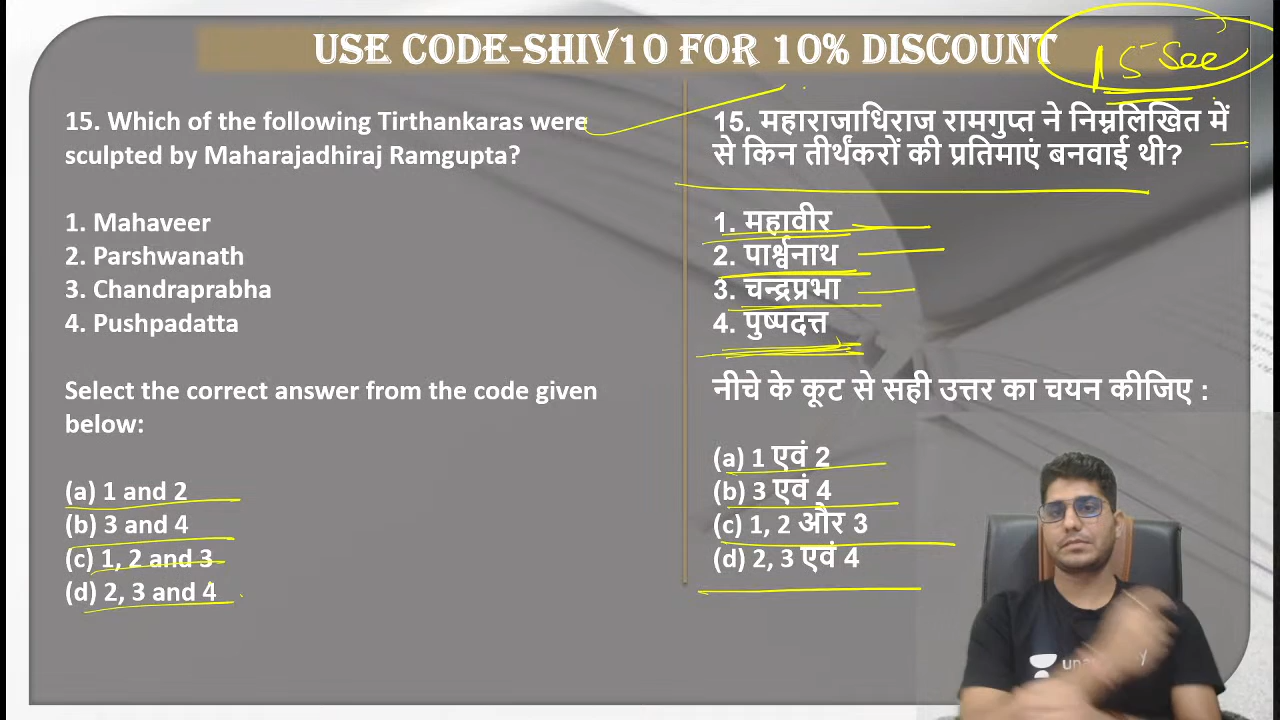 USE CODE-SHIV10 FOR 10% DISCOUNT
15 See
15. Which of the following Tirthankaras were
sculpted by Maharajadhiraj Ramgupta?
1. Mahaveer
2. Parshwanath
3. Chandraprabha
4. Pushpadatta
Select the correct answer from the code given
below:
(a) 1 and 2
(b) 3 and 4
(c) 1, 2 and 3
(d) 2, 3 and 4
15. महाराजाधिराज रामगुप्त ने निम्नलिखित में
से किन तीर्थंकरों की प्रतिमाएं बनवाई थी?
1. महावीर
2. पार्श्वनाथ
3. चन्द्रप्रभा
4. पुष्पदत्त
नीचे के कूट से सही उत्तर का चयन कीजिए :
(a) 1 एवं 2
(b) 3 एवं 4
(c) 1, 2 और 3
(d) 2, 3 एवं 4